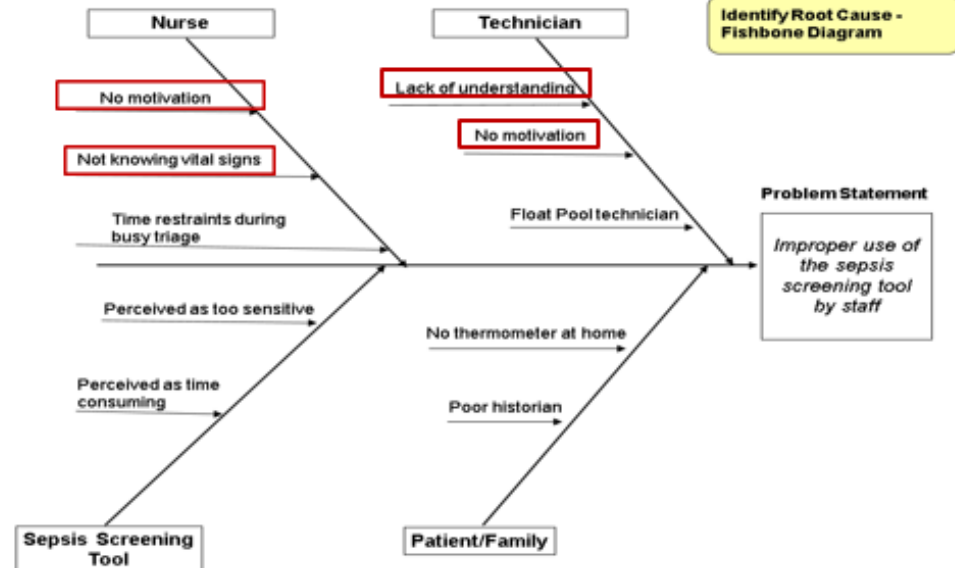 Nurse
Technician
Identify Root Cause -
Fishbone Diagram
No motivation
Lack of understanding
No motivation
Not knowing vital signs
Problem Statement
Time restraints during
busy triage
Float Pool technician
Improper use of
the sepsis
screening tool
by staff
Perceived as too sensitive
No thermometer at home
Perceived as time
consuming
Poor historian
Sepsis Screening
Tool
Patient/Family